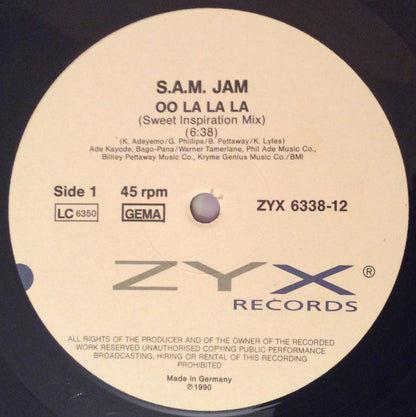 S.A.M. JAM
OO LA LA LA
(Sweet Inspiration Mix)
(6:38)
(K. Adeyemo/G. Phillips/B. Pettaway/K. Lyles)
Ade Kayode, Bago-Pana/Warner Tamerlane, Phil Ade Music Co.,
Billiey Pettaway Music Co., Kryme Genius Music Co./BMI
Side 1 45 rpm
LC 6350 GEMA ZYX 6338-12
ZYX ®
RECORDS
ALL RIGHTS OF THE PRODUCER AND OF THE OWNER OF THE RECORDED
WORK RESERVED UNAUTHORISED COPYING PUBLIC PERFORMANCE
BROADCASTING, HIRING OR RENTAL OF THIS RECORDING
PROHIBITED
Made in Germany
℗ 1990